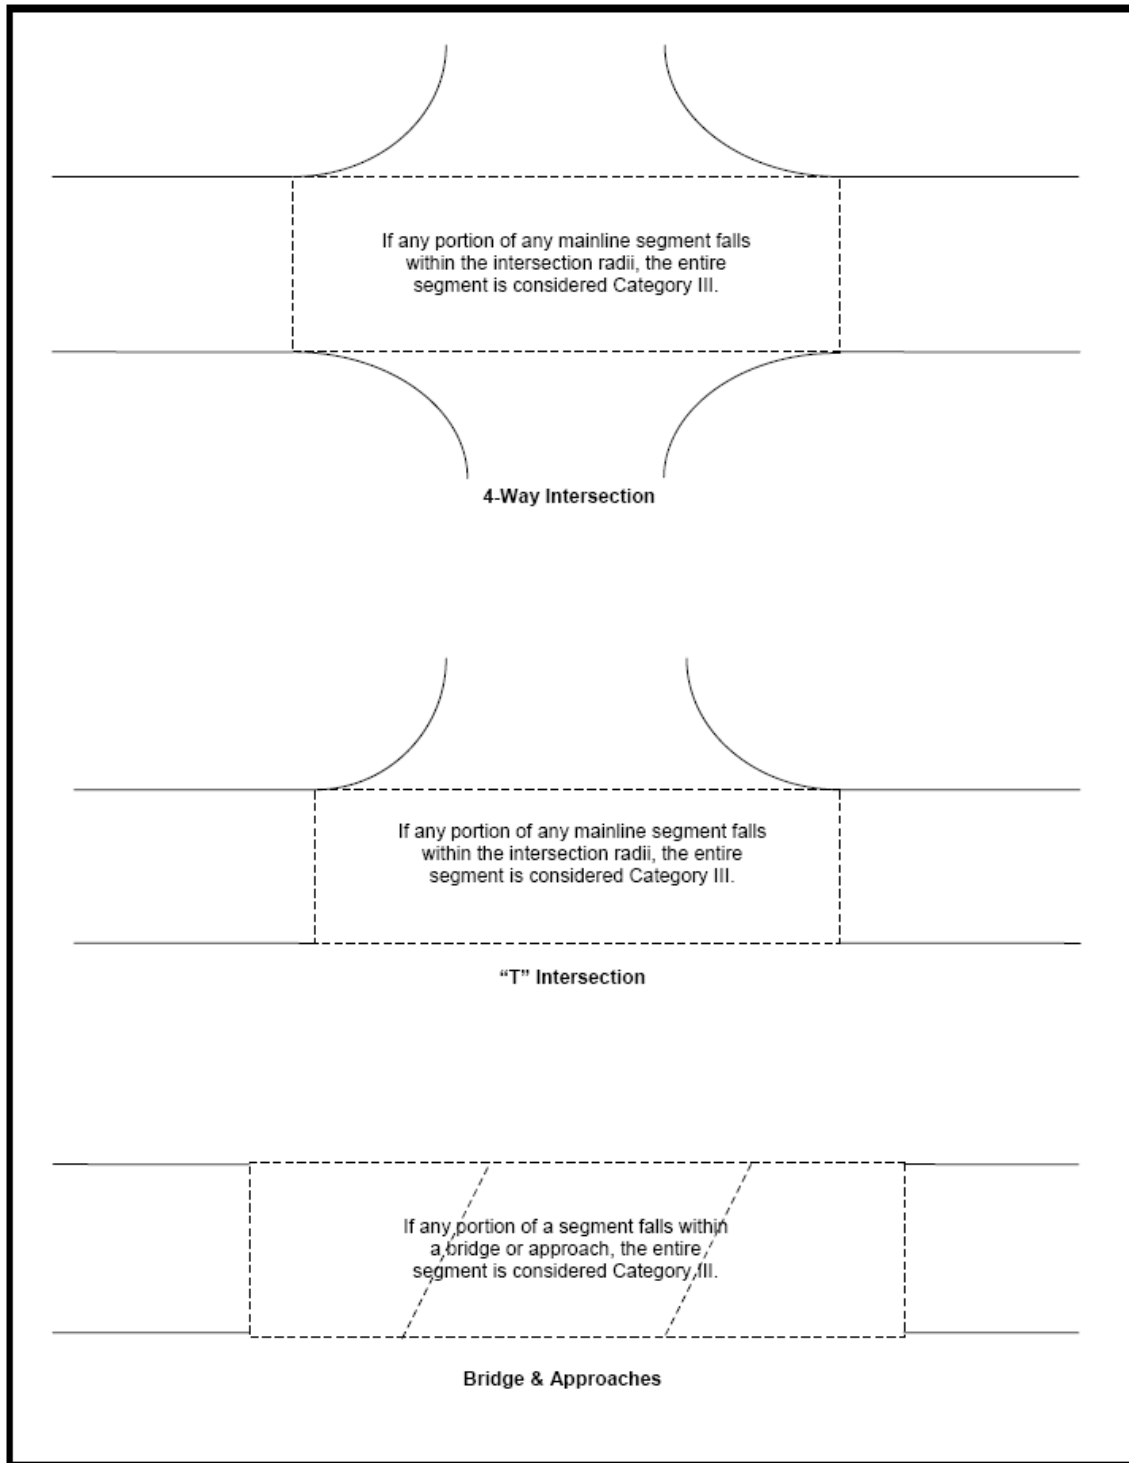 If any portion of any mainline segment falls
within the intersection radii, the entire
segment is considered Category III.
4-Way Intersection
If any portion of any mainline segment falls
within the intersection radii, the entire
segment is considered Category III.
“T” Intersection
If any portion of a segment falls within
a bridge or approach, the entire
segment is considered Category III.
Bridge & Approaches